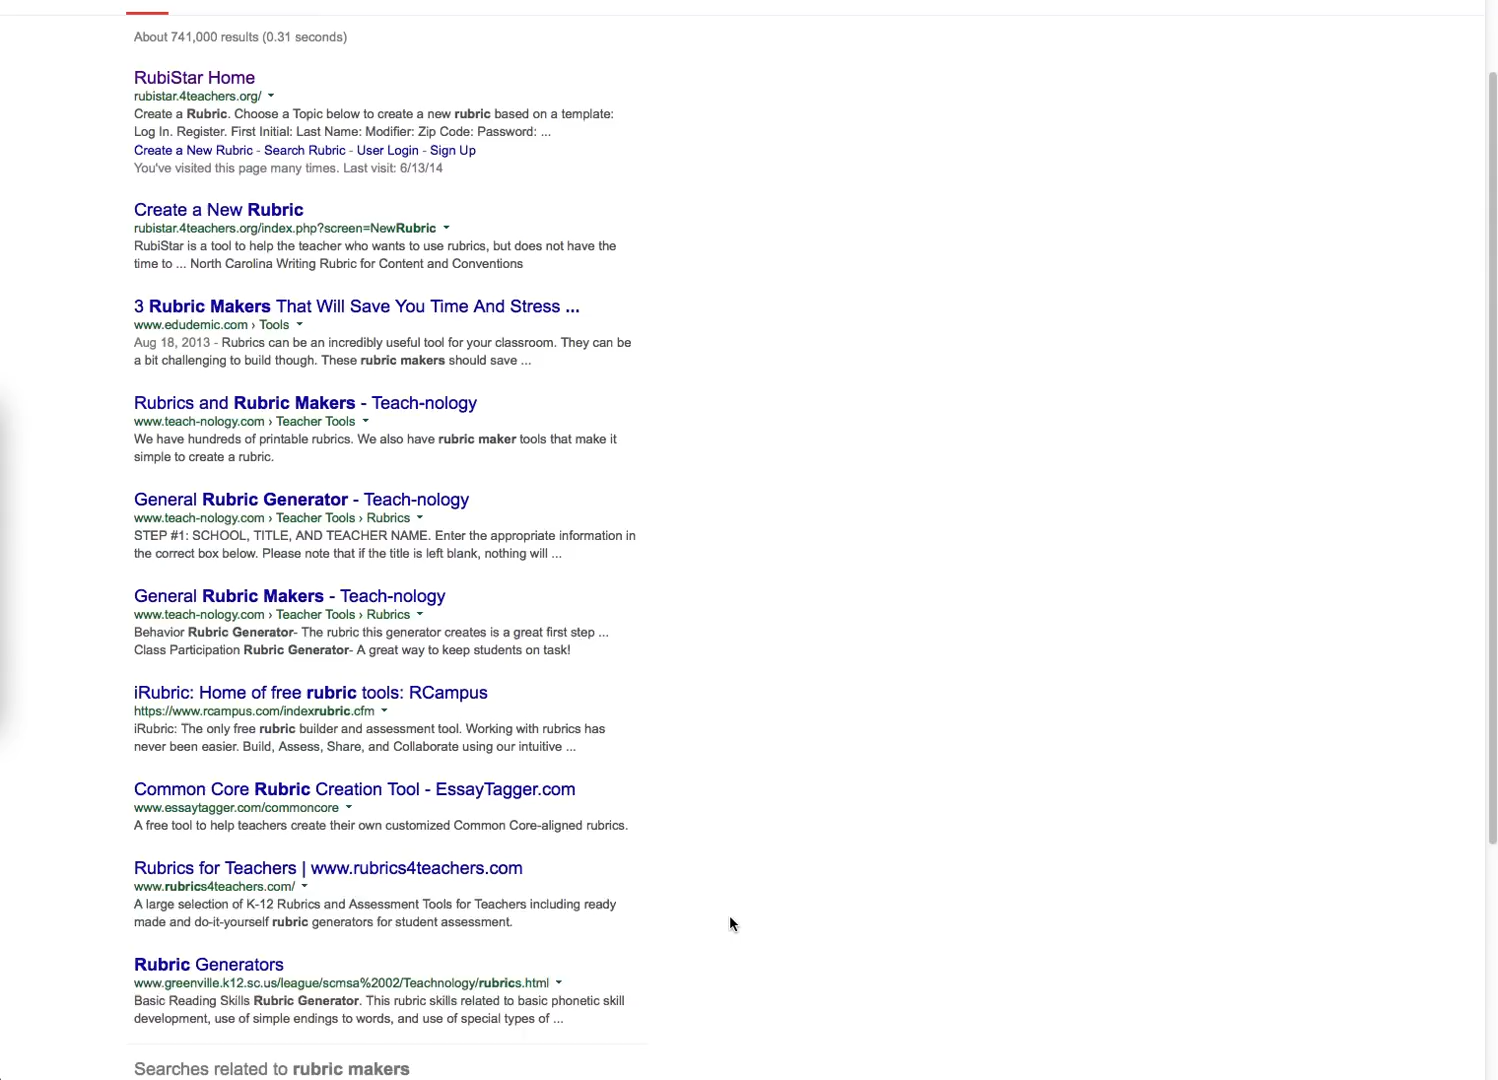 About 741,000 results (0.31 seconds)
RubiStar Home
rubistar.4teachers.org/
Create a Rubric. Choose a Topic below to create a new rubric based on a template:
Log In. Register. First Initial: Last Name: Modifier: Zip Code: Password: ...
Create a New Rubric - Search Rubric - User Login - Sign Up
You've visited this page many times. Last visit: 6/13/14
Create a New Rubric
rubistar.4teachers.org/index.php?screen=NewRubric
RubiStar is a tool to help the teacher who wants to use rubrics, but does not have the
time to ... North Carolina Writing Rubric for Content and Conventions
3 Rubric Makers That Will Save You Time And Stress ...
www.edudemic.com › Tools
Aug 18, 2013 - Rubrics can be an incredibly useful tool for your classroom. They can be
a bit challenging to build though. These rubric makers should save ...
Rubrics and Rubric Makers - Teach-nology
www.teach-nology.com › Teacher Tools
We have hundreds of printable rubrics. We also have rubric maker tools that make it
simple to create a rubric.
General Rubric Generator - Teach-nology
www.teach-nology.com › Teacher Tools › Rubrics
STEP #1: SCHOOL, TITLE, AND TEACHER NAME. Enter the appropriate information in
the correct box below. Please note that if the title is left blank, nothing will ...
General Rubric Makers - Teach-nology
www.teach-nology.com › Teacher Tools › Rubrics
Behavior Rubric Generator- The rubric this generator creates is a great first step ...
Class Participation Rubric Generator- A great way to keep students on task!
iRubric: Home of free rubric tools: RCampus
https://www.rcampus.com/indexrubric.cfm
iRubric: The only free rubric builder and assessment tool. Working with rubrics has
never been easier. Build, Assess, Share, and Collaborate using our intuitive ...
Common Core Rubric Creation Tool - EssayTagger.com
www.essaytagger.com/commoncore
A free tool to help teachers create their own customized Common Core-aligned rubrics.
Rubrics for Teachers | www.rubrics4teachers.com
www.rubrics4teachers.com/
A large selection of K-12 Rubrics and Assessment Tools for Teachers including ready
made and do-it-yourself rubric generators for student assessment.
Rubric Generators
www.greenville.k12.sc.us/league/scmsa%2002/Teachnology/rubrics.html
Basic Reading Skills Rubric Generator. This rubric skills related to basic phonetic skill
development, use of simple endings to words, and use of special types of ...
Searches related to rubric makers